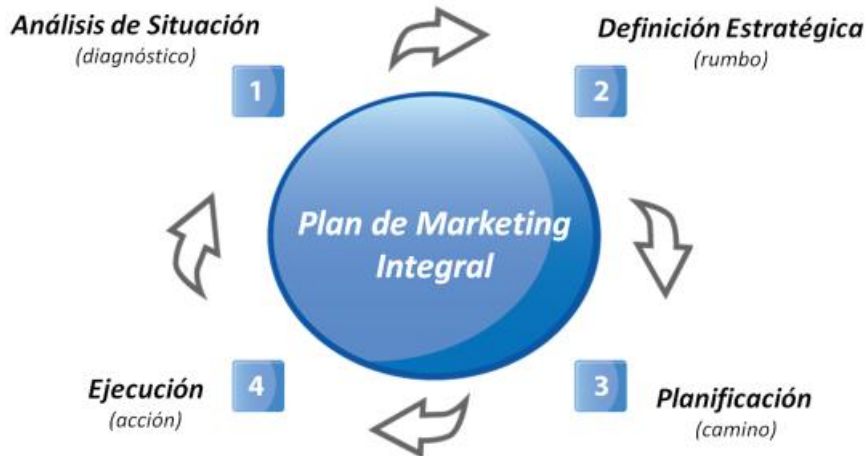 Análisis de Situación
(diagnóstico)
1
Definición Estratégica
(rumbo)
2
Plan de Marketing
Integral
Ejecución
(acción)
4
3
Planificación
(camino)